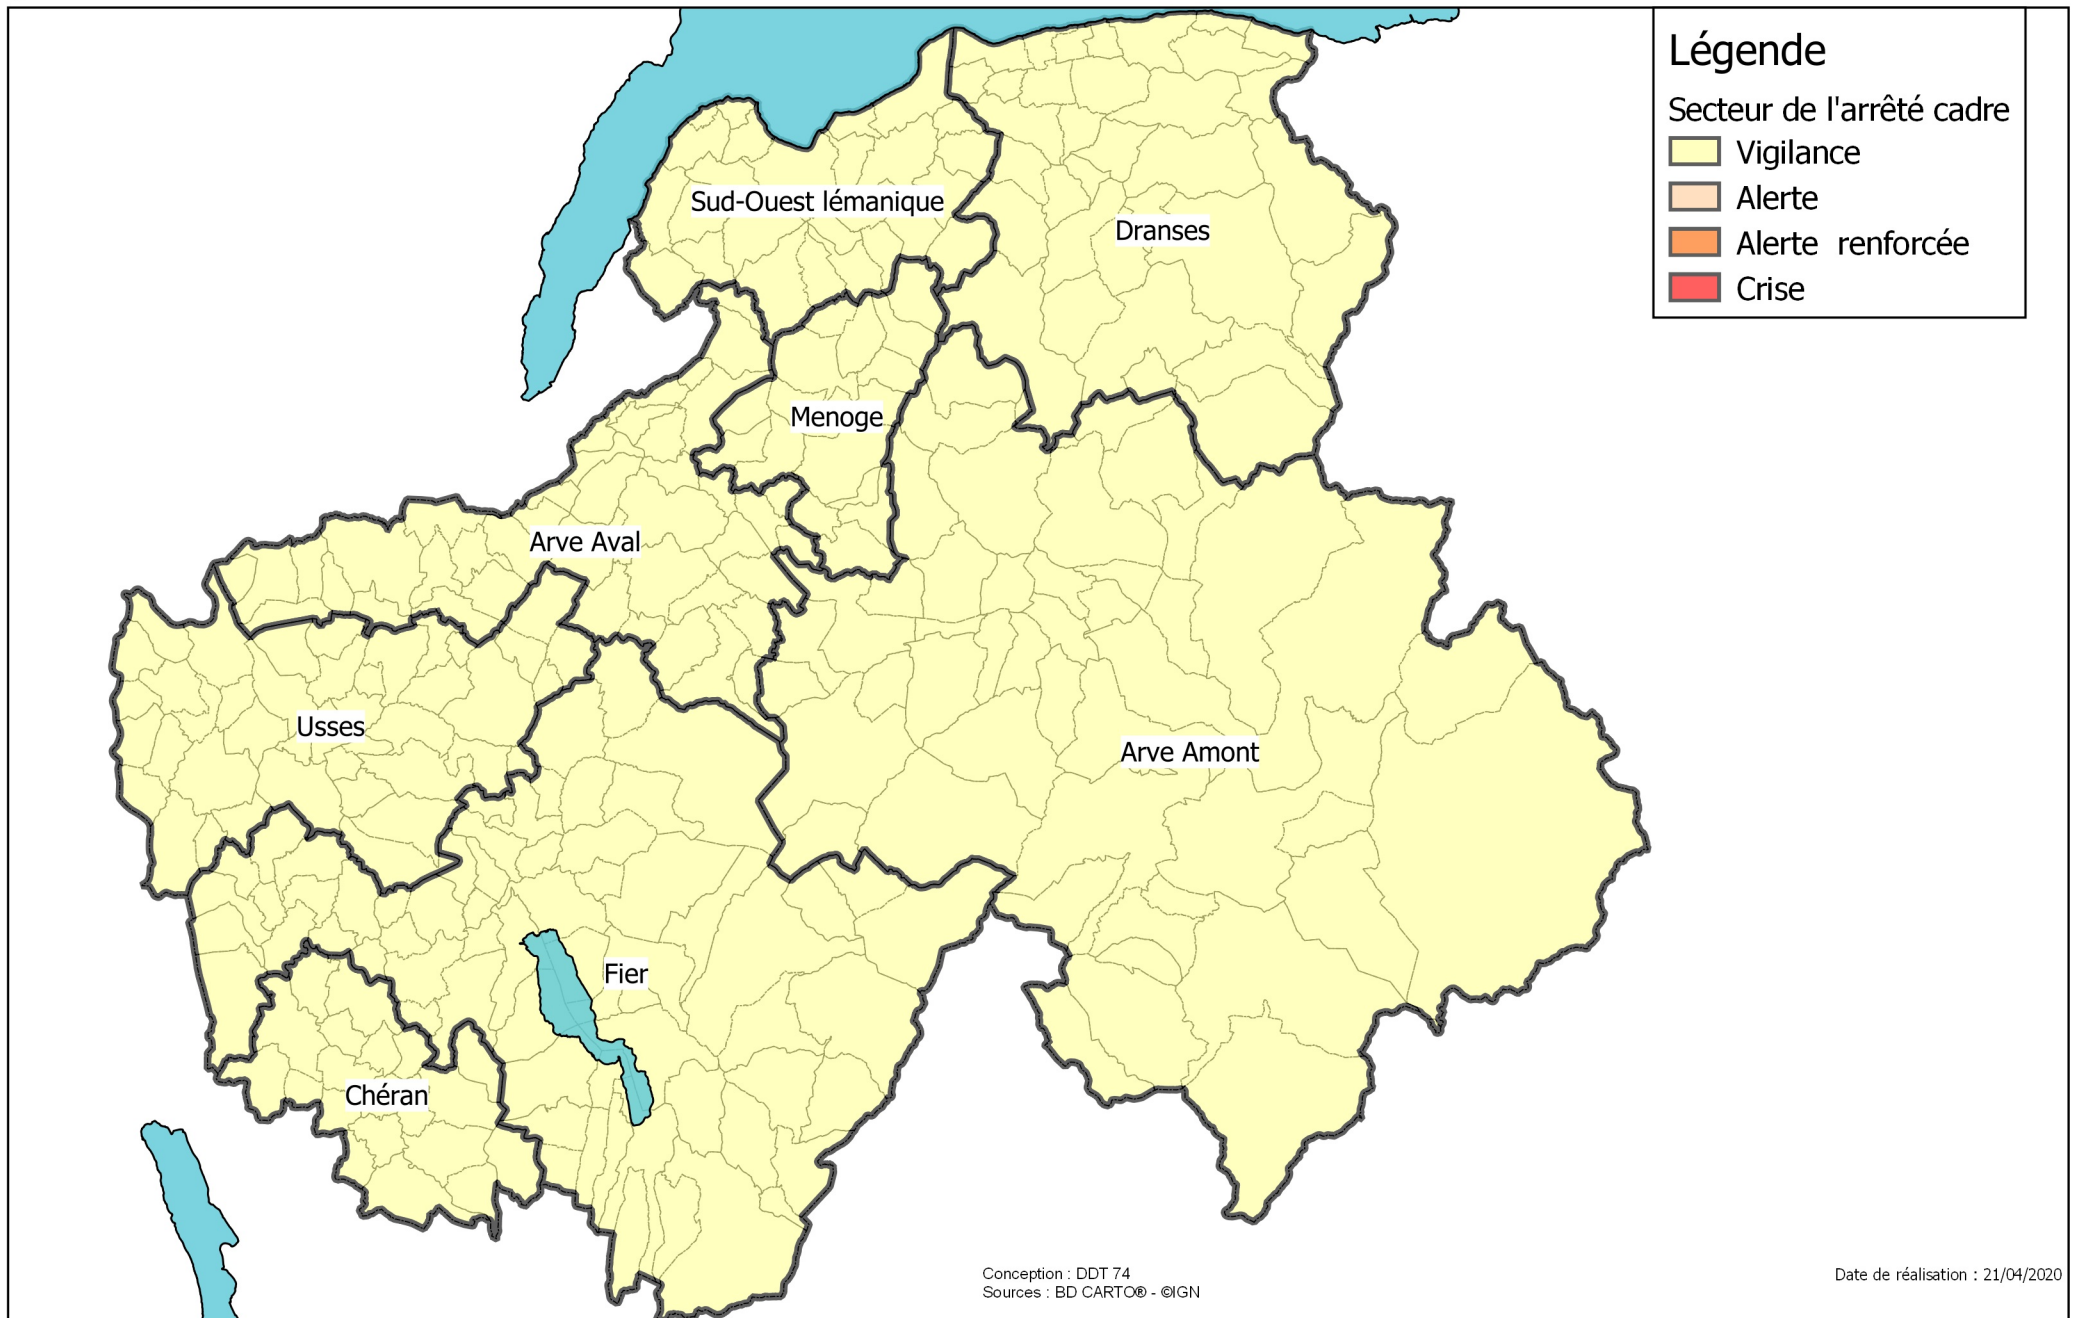 Légende
Secteur de l'arrêté cadre
Vigilance
Alerte
Alerte renforcée
Crise
Sud-Ouest lémanique
Dranses
Menoge
Arve Aval
Usses
Arve Amont
Fier
Chéran
Conception : DDT 74
Sources : BD CARTO® - ©IGN
Date de réalisation : 21/04/2020